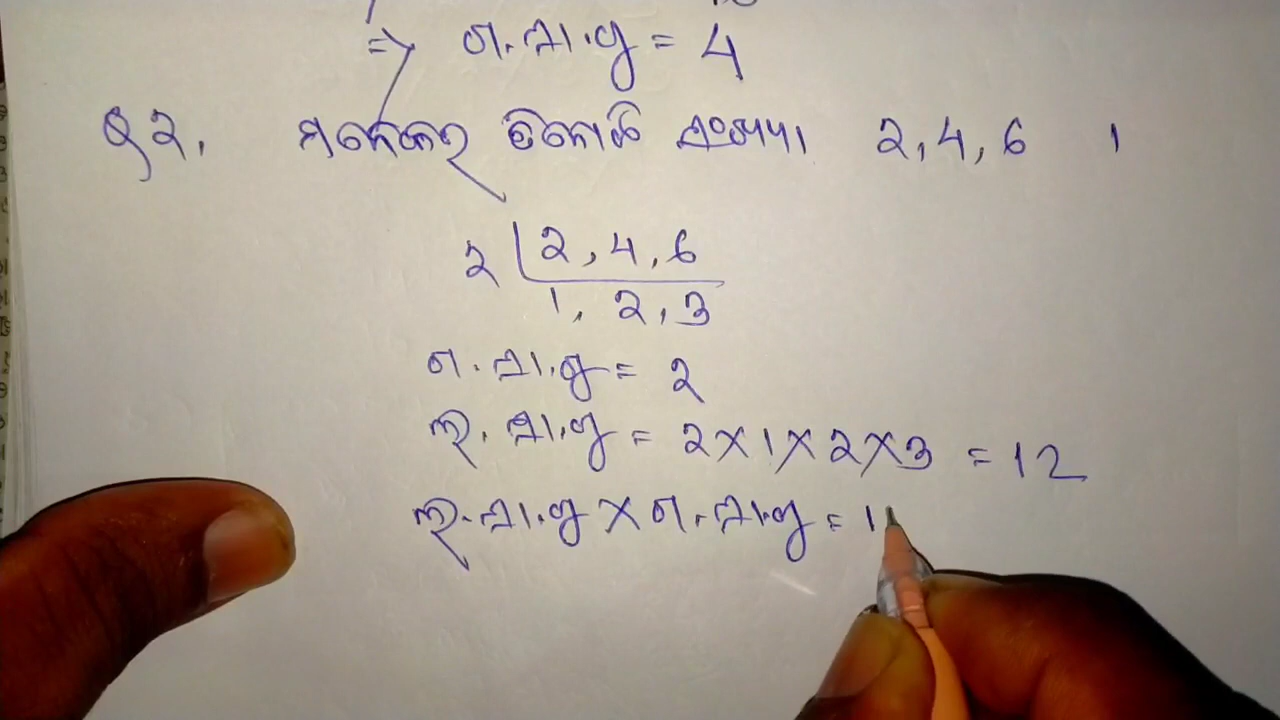 => ଗ.ସା.ଗୁ = 4
Q2. ମନେକର ତିନୋଟି ସଂଖ୍ୟା 2, 4, 6 ।
2 | 2, 4, 6
1, 2, 3
ଗ.ସା.ଗୁ = 2
ଲ.ସା.ଗୁ = 2×1×2×3 = 12
ଲ.ସା.ଗୁ × ଗ.ସା.ଗୁ = 1